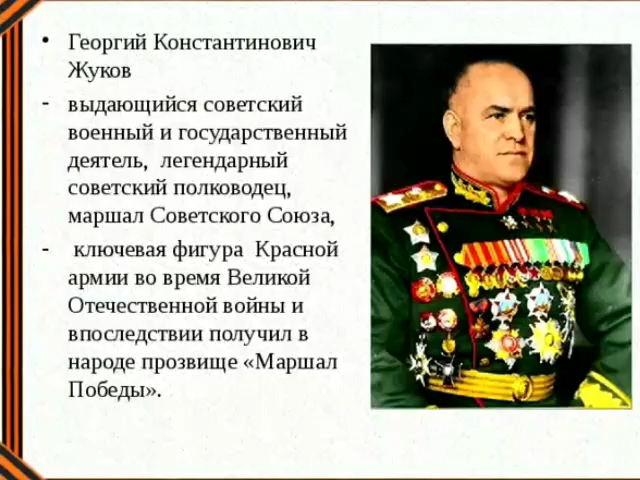 • Георгий Константинович
Жуков
- выдающийся советский
военный и государственный
деятель,  легендарный
советский полководец,
маршал Советского Союза,
-  ключевая фигура  Красной
армии во время Великой
Отечественной войны и
впоследствии получил в
народе прозвище «Маршал
Победы».